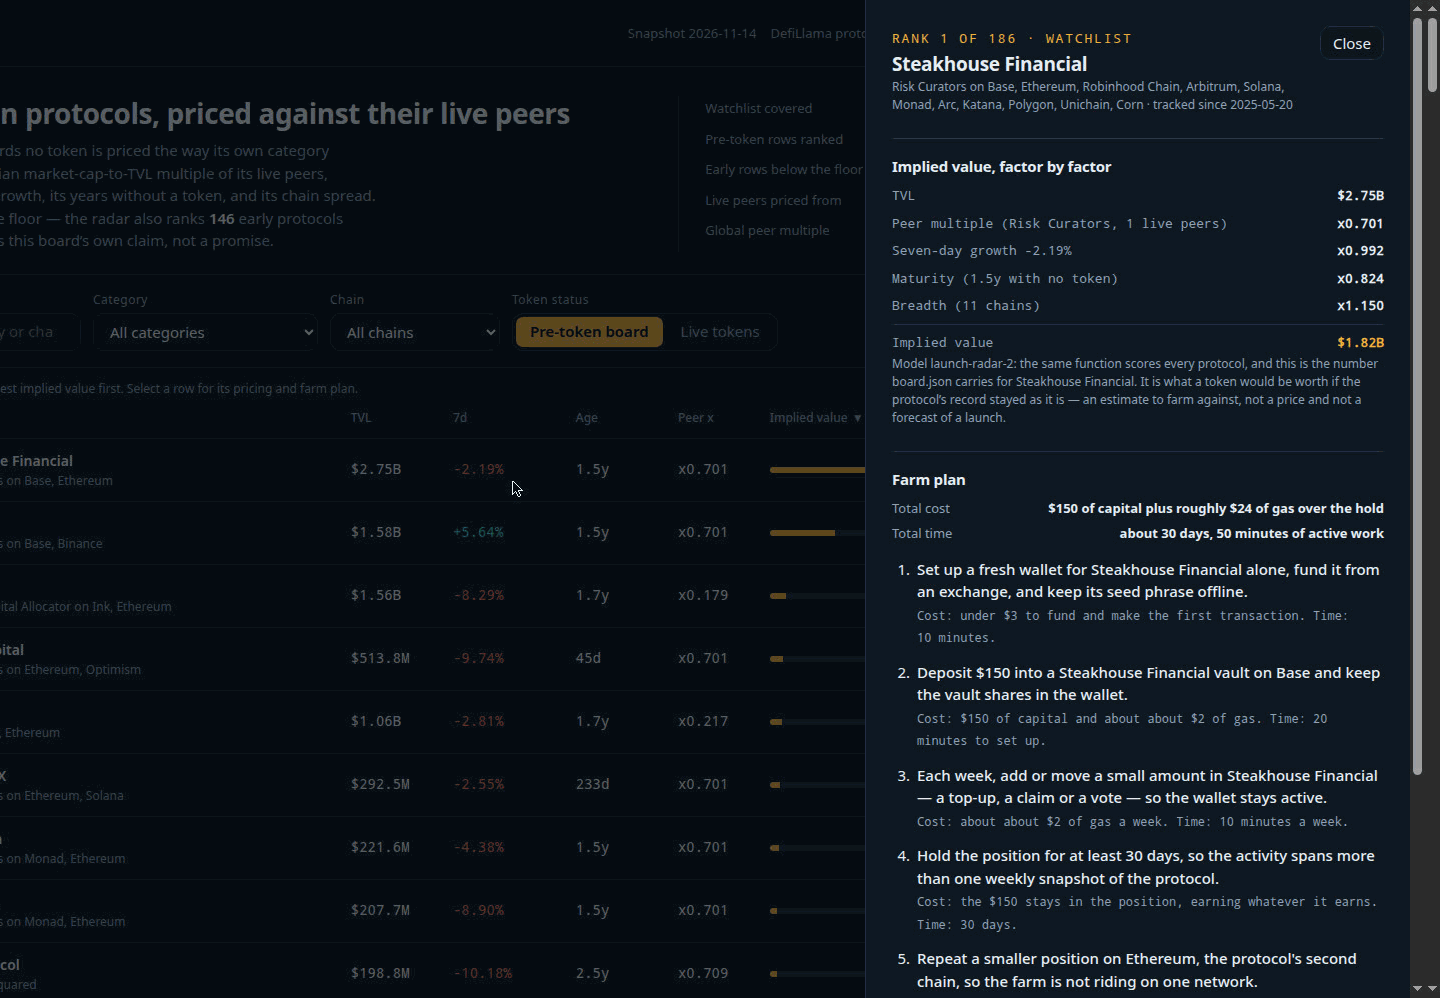 Snapshot 2026-11-14 DefiLlama
n protocols, priced against their live peers
rds no token is priced the way its own category
ian market-cap-to-TVL multiple of its live peers,
rowth, its years without a token, and its chain spread.
e floor — the radar also ranks 146 early protocols
s this board's own claim, not a promise.
Watchlist covered
Pre-token rows ranked
Early rows below the floor
Live peers priced from
Global peer multiple
Category
Chain
Token status
y or cha
All categories
All chains
Pre-token board
Live tokens
est implied value first. Select a row for its pricing and farm plan.
TVL 7d Age Peer x Implied value ▼
e Financial
s on Base, Ethereum
$2.75B -2.19% 1.5y x0.701
s on Base, Binance
$1.58B +5.64% 1.5y x0.701
ital Allocator on Ink, Ethereum
$1.56B -8.29% 1.7y x0.179
pital
s on Ethereum, Optimism
$513.8M -9.74% 45d x0.701
, Ethereum
$1.06B -2.81% 1.7y x0.217
X
s on Ethereum, Solana
$292.5M -2.55% 233d x0.701
s on Monad, Ethereum
$221.6M -4.38% 1.5y x0.701
s on Monad, Ethereum
$207.7M -8.90% 1.5y x0.701
col
quared
$198.8M -10.18% 2.5y x0.709
RANK 1 OF 186 · WATCHLIST
Close
Steakhouse Financial
Risk Curators on Base, Ethereum, Robinhood Chain, Arbitrum, Solana,
Monad, Arc, Katana, Polygon, Unichain, Corn · tracked since 2025-05-20
Implied value, factor by factor
TVL $2.75B
Peer multiple (Risk Curators, 1 live peers) x0.701
Seven-day growth -2.19% x0.992
Maturity (1.5y with no token) x0.824
Breadth (11 chains) x1.150
Implied value $1.82B
Model launch-radar-2: the same function scores every protocol, and this is the number
board.json carries for Steakhouse Financial. It is what a token would be worth if the
protocol's record stayed as it is — an estimate to farm against, not a price and not a
forecast of a launch.
Farm plan
Total cost $150 of capital plus roughly $24 of gas over the hold
Total time about 30 days, 50 minutes of active work
1. Set up a fresh wallet for Steakhouse Financial alone, fund it from
an exchange, and keep its seed phrase offline.
Cost: under $3 to fund and make the first transaction. Time:
10 minutes.
2. Deposit $150 into a Steakhouse Financial vault on Base and keep
the vault shares in the wallet.
Cost: $150 of capital and about about $2 of gas. Time: 20
minutes to set up.
3. Each week, add or move a small amount in Steakhouse Financial
— a top-up, a claim or a vote — so the wallet stays active.
Cost: about about $2 of gas a week. Time: 10 minutes a week.
4. Hold the position for at least 30 days, so the activity spans more
than one weekly snapshot of the protocol.
Cost: the $150 stays in the position, earning whatever it earns.
Time: 30 days.
5. Repeat a smaller position on Ethereum, the protocol's second
chain, so the farm is not riding on one network.